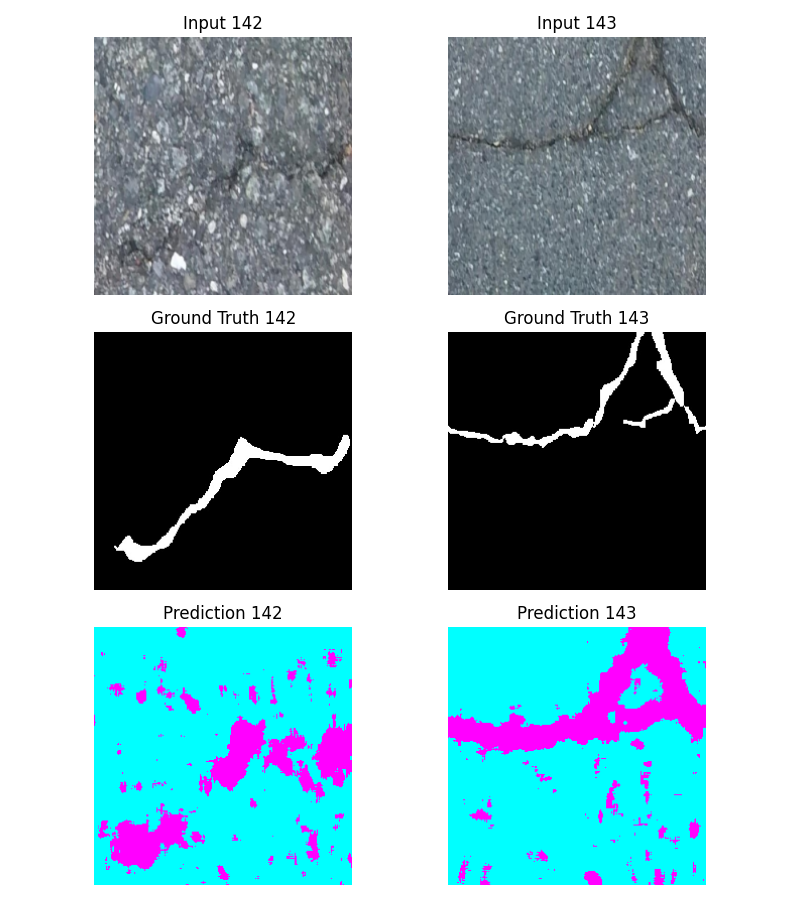 Input 142
Input 143
Ground Truth 142
Ground Truth 143
Prediction 142
Prediction 143